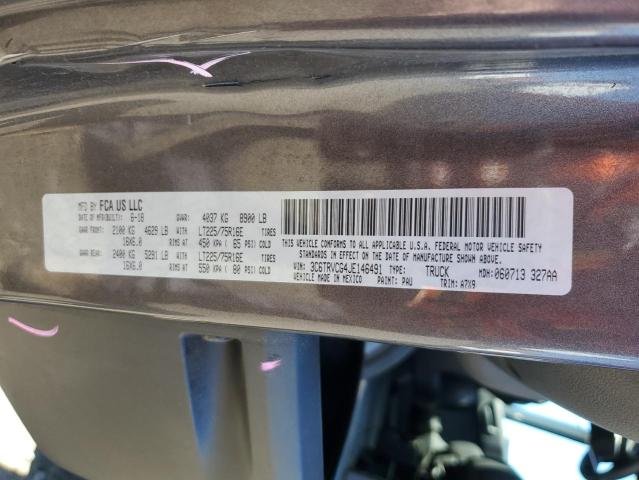 MFD BY FCA US LLC
DATE OF MFR(BUILT): 6-18 GVWR: 4037 KG 8900 LB
GAWR FRONT: 2100 KG 4629 LB LT225/75R16E TIRES
16X6.0 RIMS AT 450 KPA ( 65 PSI) COLD
GAWR REAR: 2400 KG 5291 LB LT225/75R16E TIRES
16X6.0 RIMS AT 550 KPA ( 80 PSI) COLD
THIS VEHICLE CONFORMS TO ALL APPLICABLE U.S.A. FEDERAL MOTOR VEHICLE SAFETY
STANDARDS IN EFFECT ON THE DATE OF MANUFACTURE SHOWN ABOVE.
VIN: 3C6TRVCG4JE148491 TYPE: TRUCK MDH: 060713 327AA
MADE IN MEXICO PAINT: PAU TRIM: A7X9